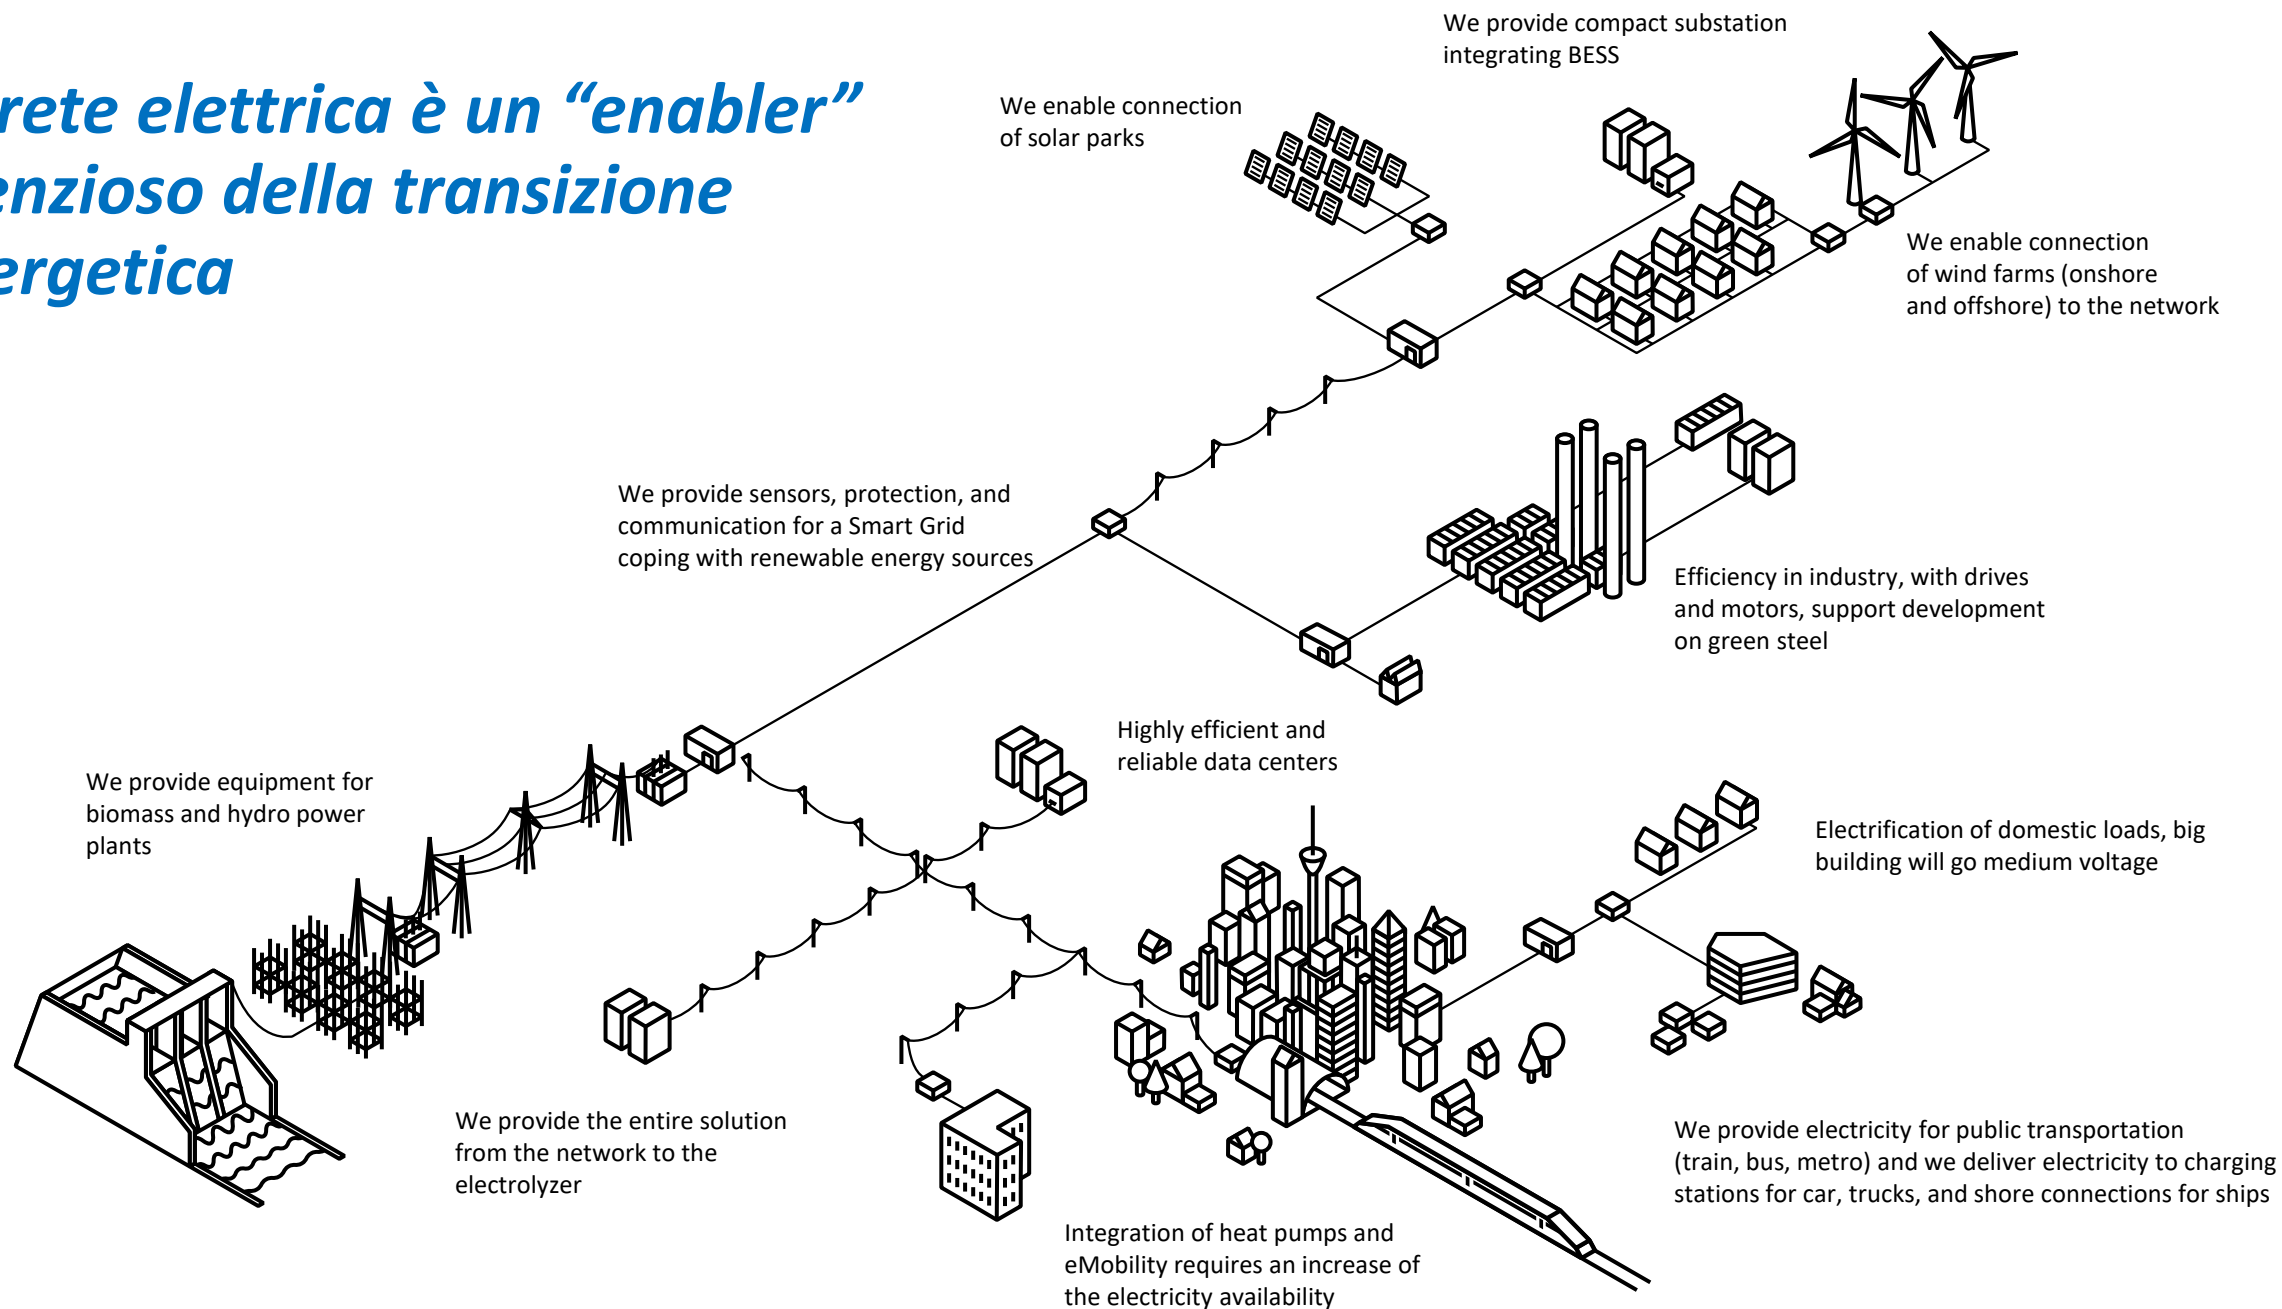 rete elettrica è un “enabler”
enzioso della transizione
ergetica
We provide compact substation
integrating BESS
We enable connection
of solar parks
We enable connection
of wind farms (onshore
and offshore) to the network
We provide sensors, protection, and
communication for a Smart Grid
coping with renewable energy sources
Efficiency in industry, with drives
and motors, support development
on green steel
Highly efficient and
reliable data centers
We provide equipment for
biomass and hydro power
plants
Electrification of domestic loads, big
building will go medium voltage
We provide the entire solution
from the network to the
electrolyzer
We provide electricity for public transportation
(train, bus, metro) and we deliver electricity to charging
stations for car, trucks, and shore connections for ships
Integration of heat pumps and
eMobility requires an increase of
the electricity availability